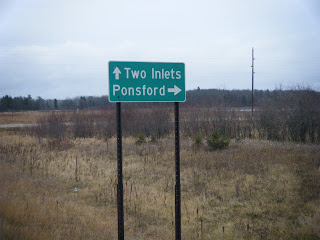 ↑ Two Inlets
Ponsford →